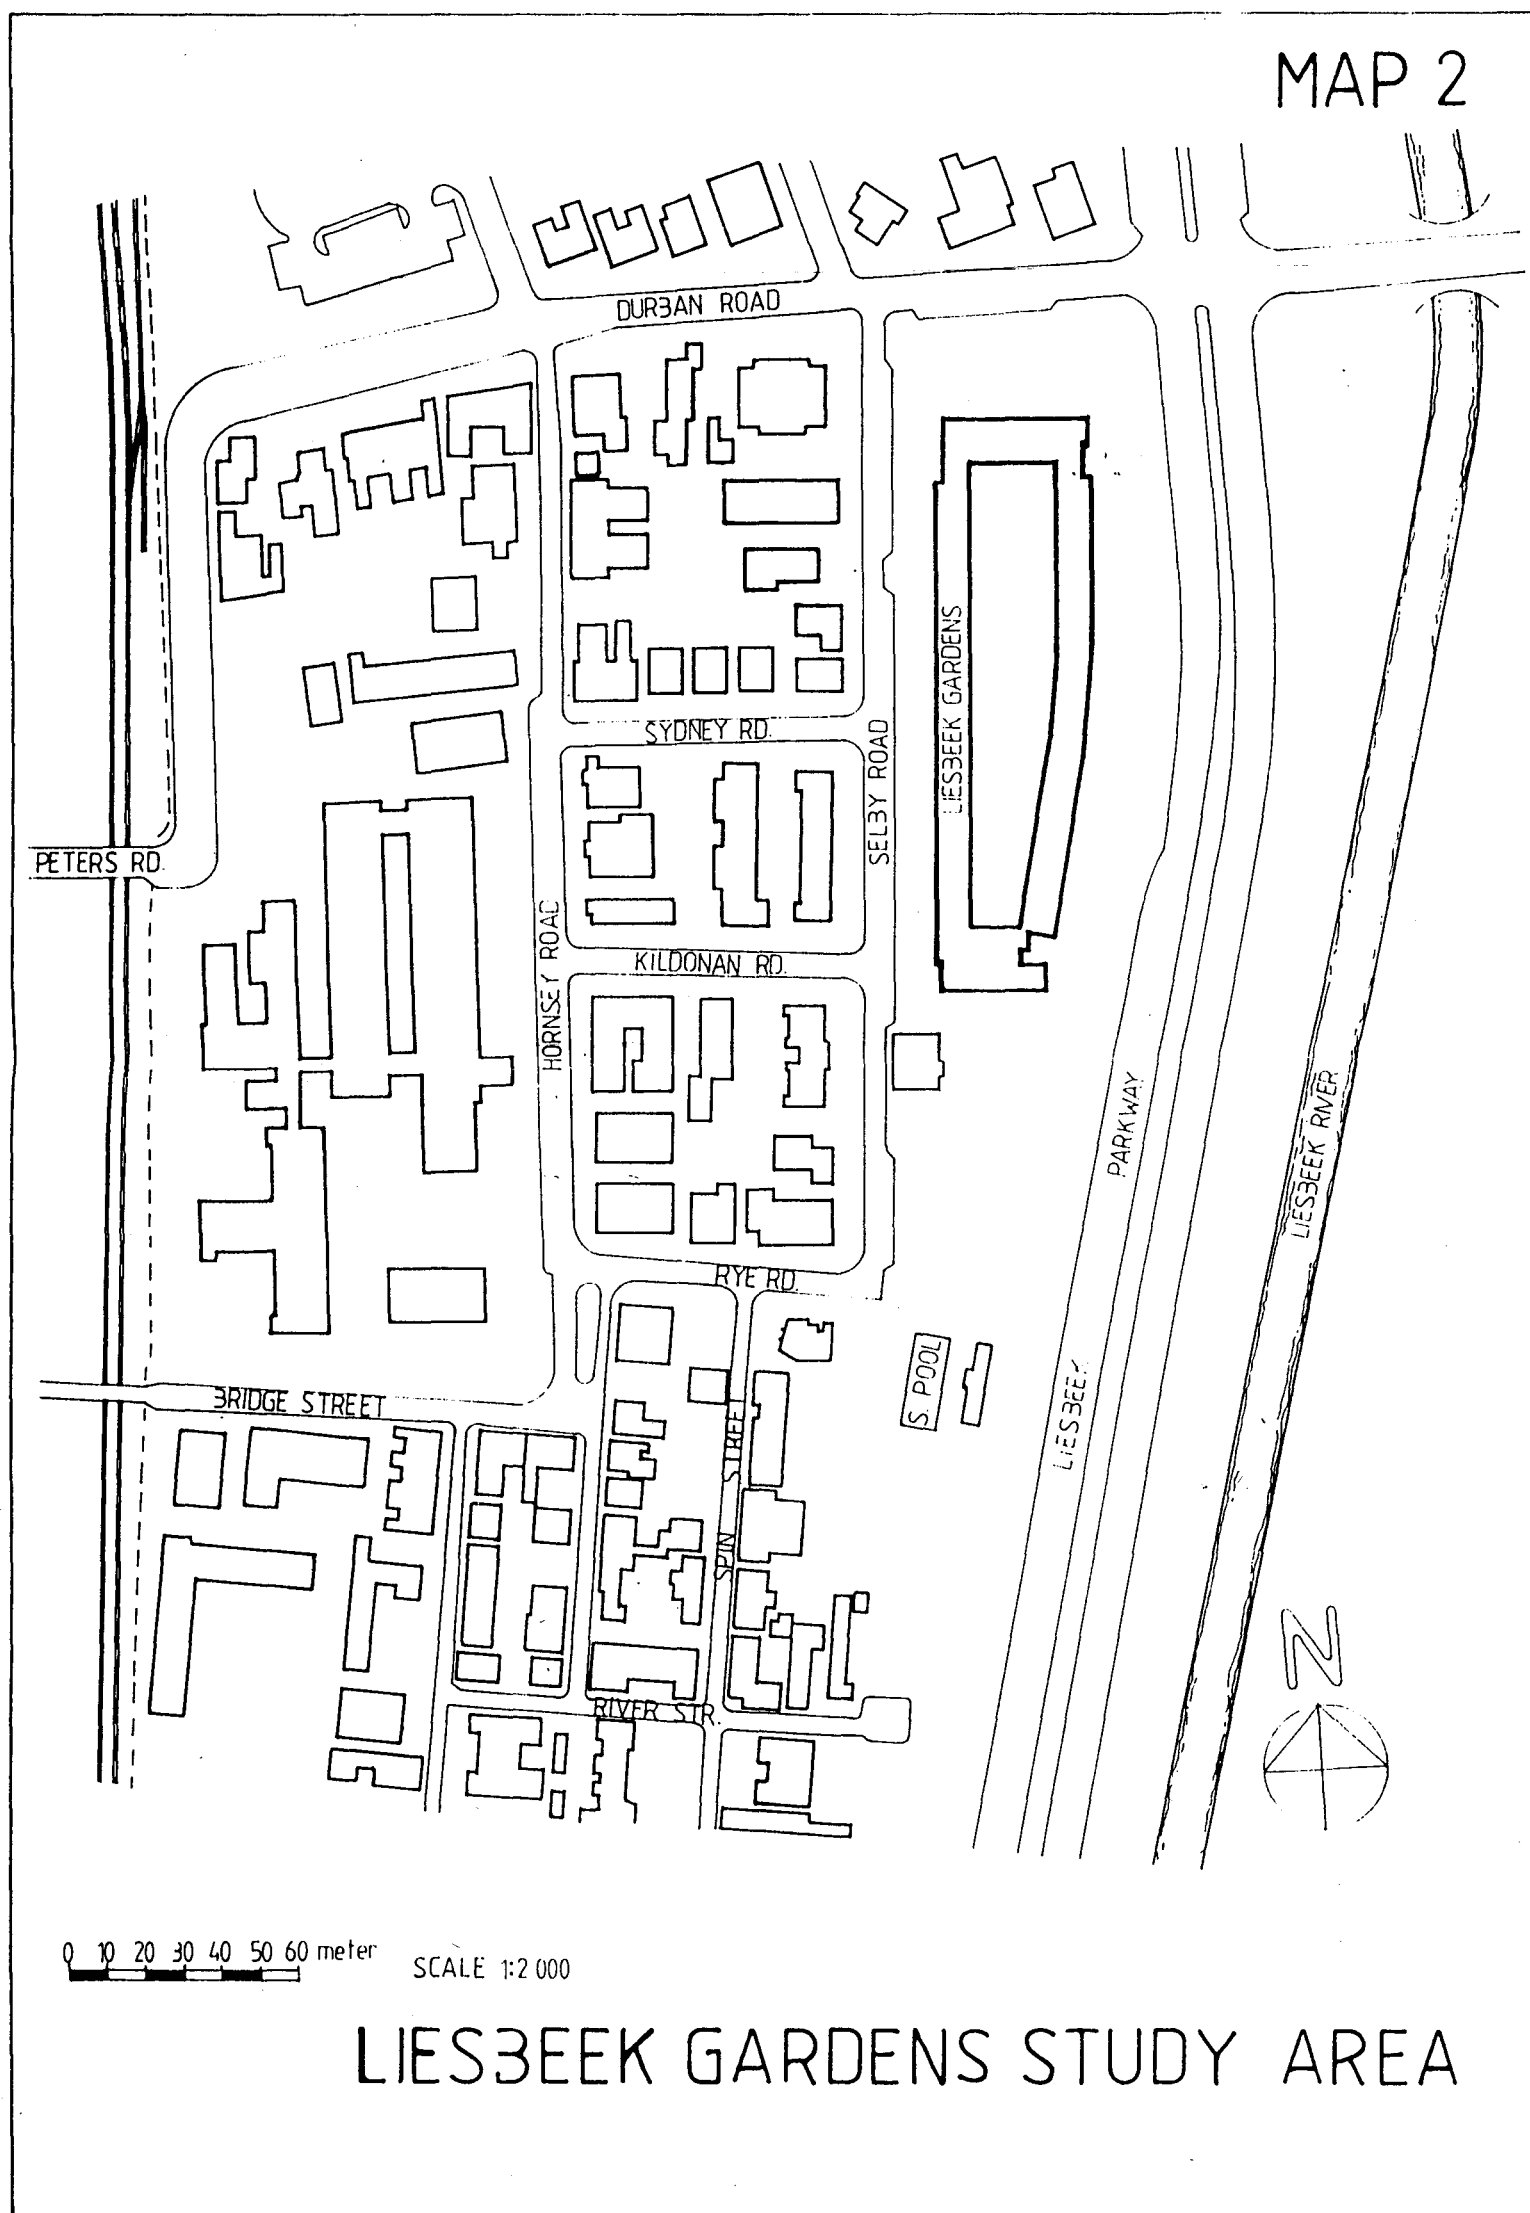 MAP 2
DURBAN ROAD
LIESBEEK GARDENS
SYDNEY RD.
SELBY ROAD
PETERS RD.
HORNSEY ROAD
KILDONAN RD.
PARKWAY
LIESBEEK RIVER
RYE RD.
S. POOL
LIESBEEK
BRIDGE STREET
SPIN STREET
N
RIVER STR.
0 10 20 30 40 50 60 meter
SCALE 1:2 000
LIESBEEK GARDENS STUDY AREA